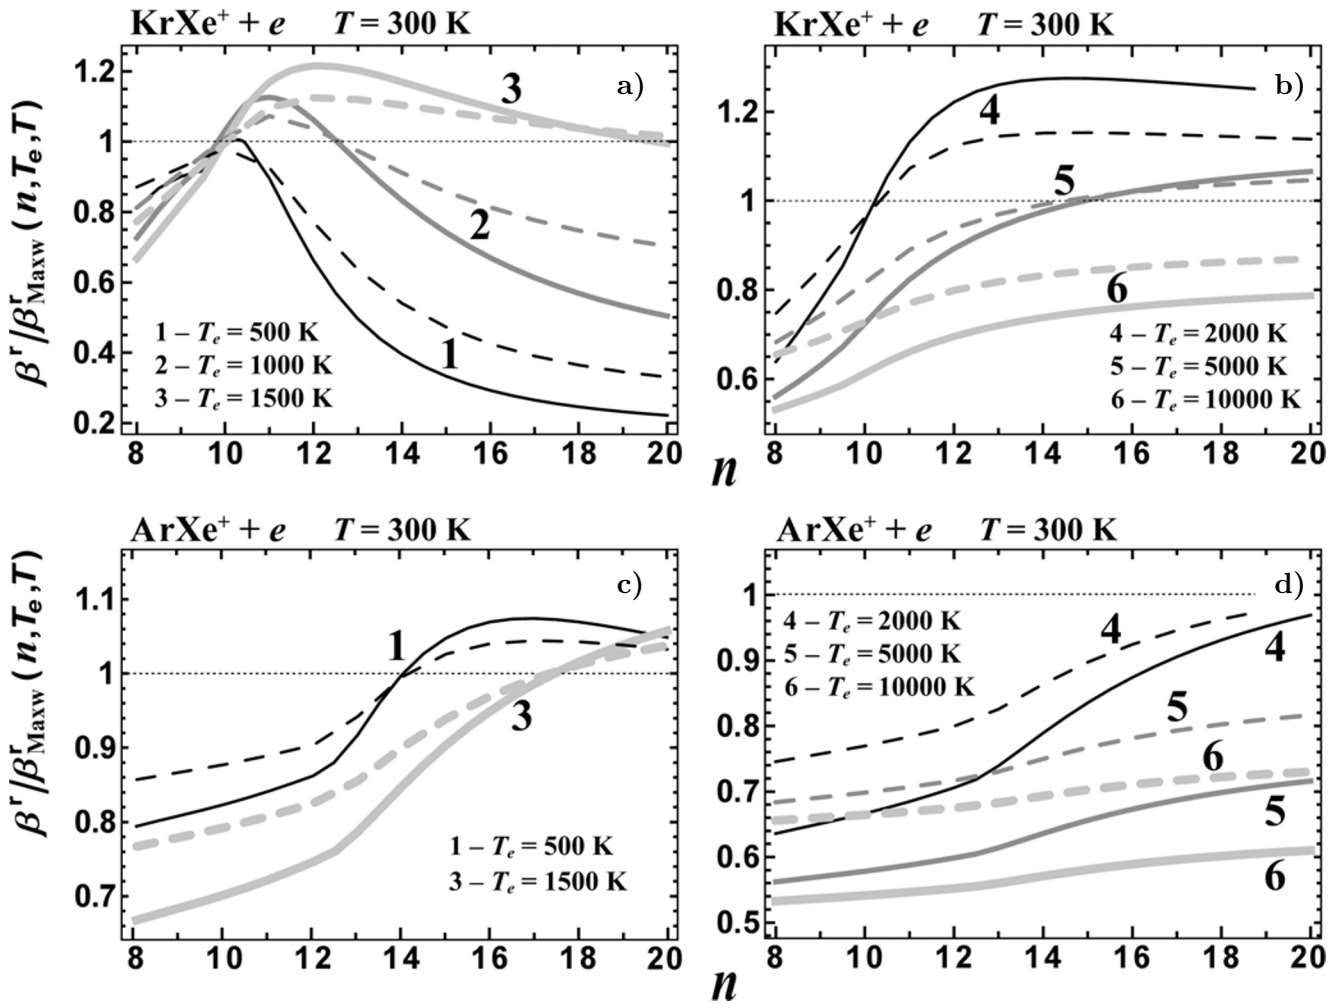 KrXe⁺ + e T = 300 K
a)
1.2
1
0.8
0.6
0.4
0.2
βʳ/βʳMaxw (n,Tₑ,T)
3
2
1
1 – Tₑ = 500 K
2 – Tₑ = 1000 K
3 – Tₑ = 1500 K
8 10 12 14 16 18 20
n
KrXe⁺ + e T = 300 K
b)
1.2
1
0.8
0.6
4
5
6
4 – Tₑ = 2000 K
5 – Tₑ = 5000 K
6 – Tₑ = 10000 K
8 10 12 14 16 18 20
ArXe⁺ + e T = 300 K
c)
1.1
1
0.9
0.8
0.7
βʳ/βʳMaxw (n,Tₑ,T)
1
3
1 – Tₑ = 500 K
3 – Tₑ = 1500 K
8 10 12 14 16 18 20
n
ArXe⁺ + e T = 300 K
d)
1
0.9
0.8
0.7
0.6
0.5
4 – Tₑ = 2000 K
5 – Tₑ = 5000 K
6 – Tₑ = 10000 K
4
4
5
6
5
6
8 10 12 14 16 18 20